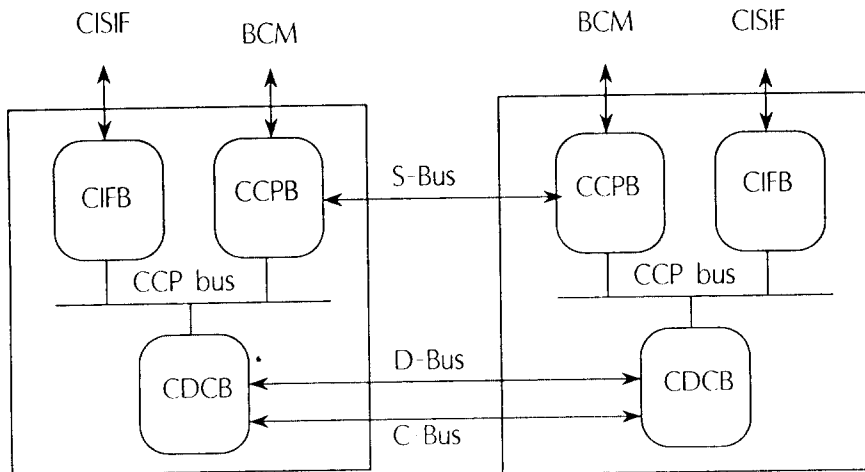 CISIF BCM BCM CISIF
CIFB CCPB S-Bus CCPB CIFB
CCP bus CCP bus
CDCB D-Bus CDCB
C-Bus